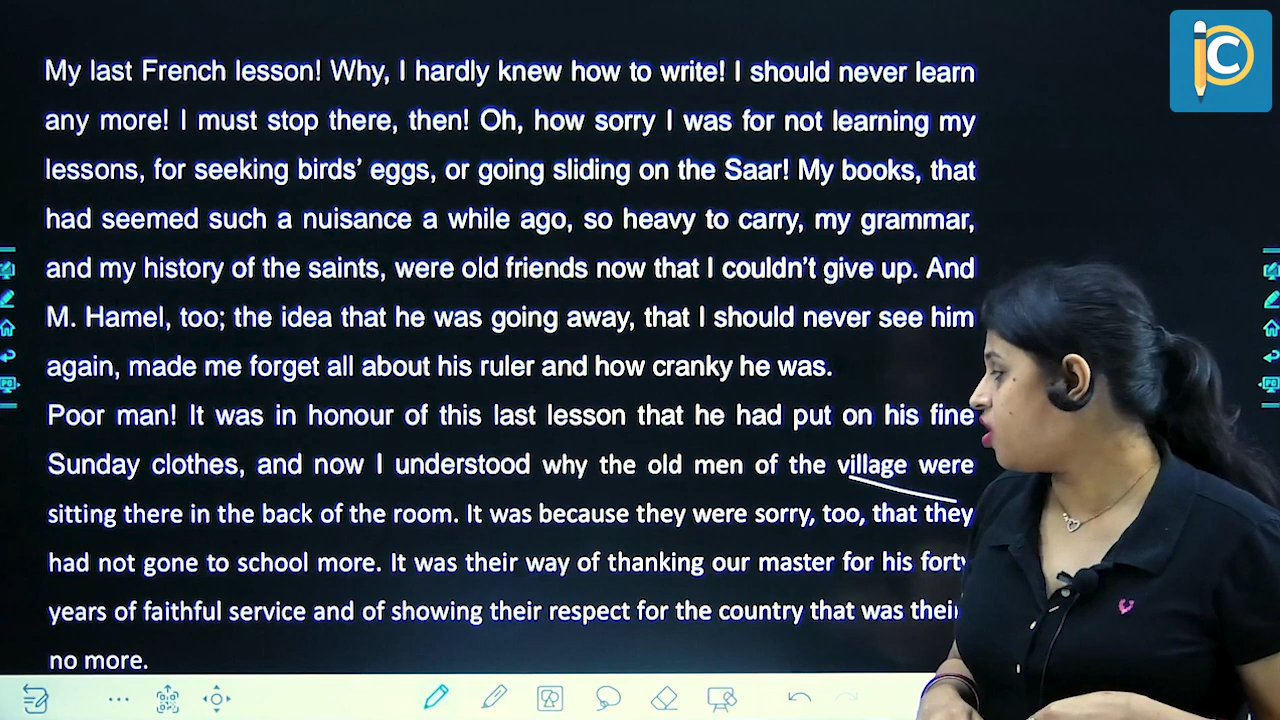 My last French lesson! Why, I hardly knew how to write! I should never learn
any more! I must stop there, then! Oh, how sorry I was for not learning my
lessons, for seeking birds’ eggs, or going sliding on the Saar! My books, that
had seemed such a nuisance a while ago, so heavy to carry, my grammar,
and my history of the saints, were old friends now that I couldn’t give up. And
M. Hamel, too; the idea that he was going away, that I should never see him
again, made me forget all about his ruler and how cranky he was.
Poor man! It was in honour of this last lesson that he had put on his fine
Sunday clothes, and now I understood why the old men of the village were
sitting there in the back of the room. It was because they were sorry, too, that they
had not gone to school more. It was their way of thanking our master for his forty
years of faithful service and of showing their respect for the country that was their
no more.